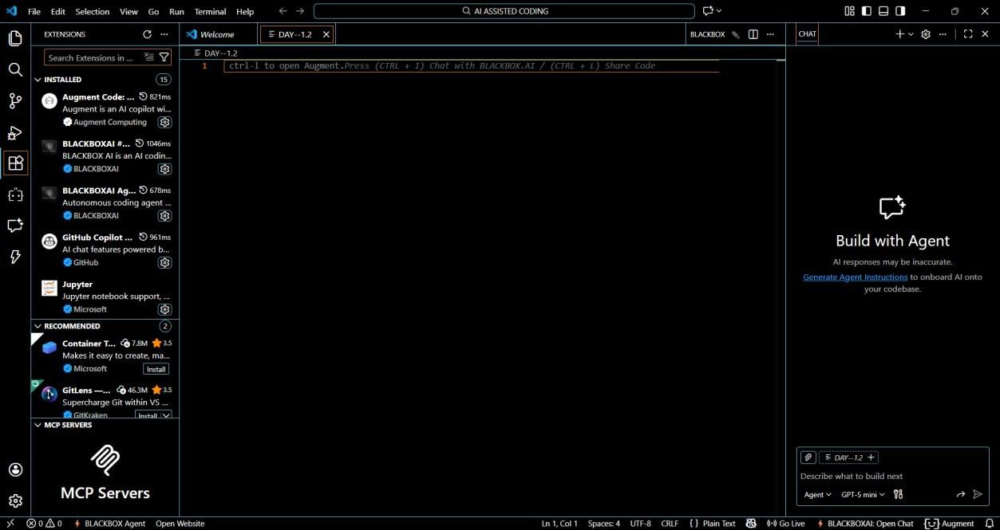 File Edit Selection View Go Run Terminal Help AI ASSISTED CODING
EXTENSIONS
Search Extensions in ...
INSTALLED 15
Augment Code: ... 821ms
Augment is an AI copilot wi...
Augment Computing
BLACKBOXAI #... 1046ms
BLACKBOX AI is an AI codin...
BLACKBOXAI
BLACKBOXAI Ag... 678ms
Autonomous coding agent ...
BLACKBOXAI
GitHub Copilot ... 961ms
AI chat features powered b...
GitHub
Jupyter
Jupyter notebook support, ...
Microsoft
RECOMMENDED 2
Container T... 7.8M 3.5
Makes it easy to create, ma...
Microsoft Install
GitLens —... 46.3M 3.5
Supercharge Git within VS ...
GitKraken Install
MCP SERVERS
MCP Servers
Welcome DAY--1.2 BLACKBOX
DAY--1.2
1 ctrl-l to open Augment.Press (CTRL + I) Chat with BLACKBOX.AI / (CTRL + L) Share Code
CHAT
Build with Agent
AI responses may be inaccurate.
Generate Agent Instructions to onboard AI onto
your codebase.
DAY--1.2
Describe what to build next
Agent GPT-5 mini
0 0 BLACKBOX Agent Open Website Ln 1, Col 1 Spaces: 4 UTF-8 CRLF { } Plain Text Go Live BLACKBOXAI: Open Chat Augment